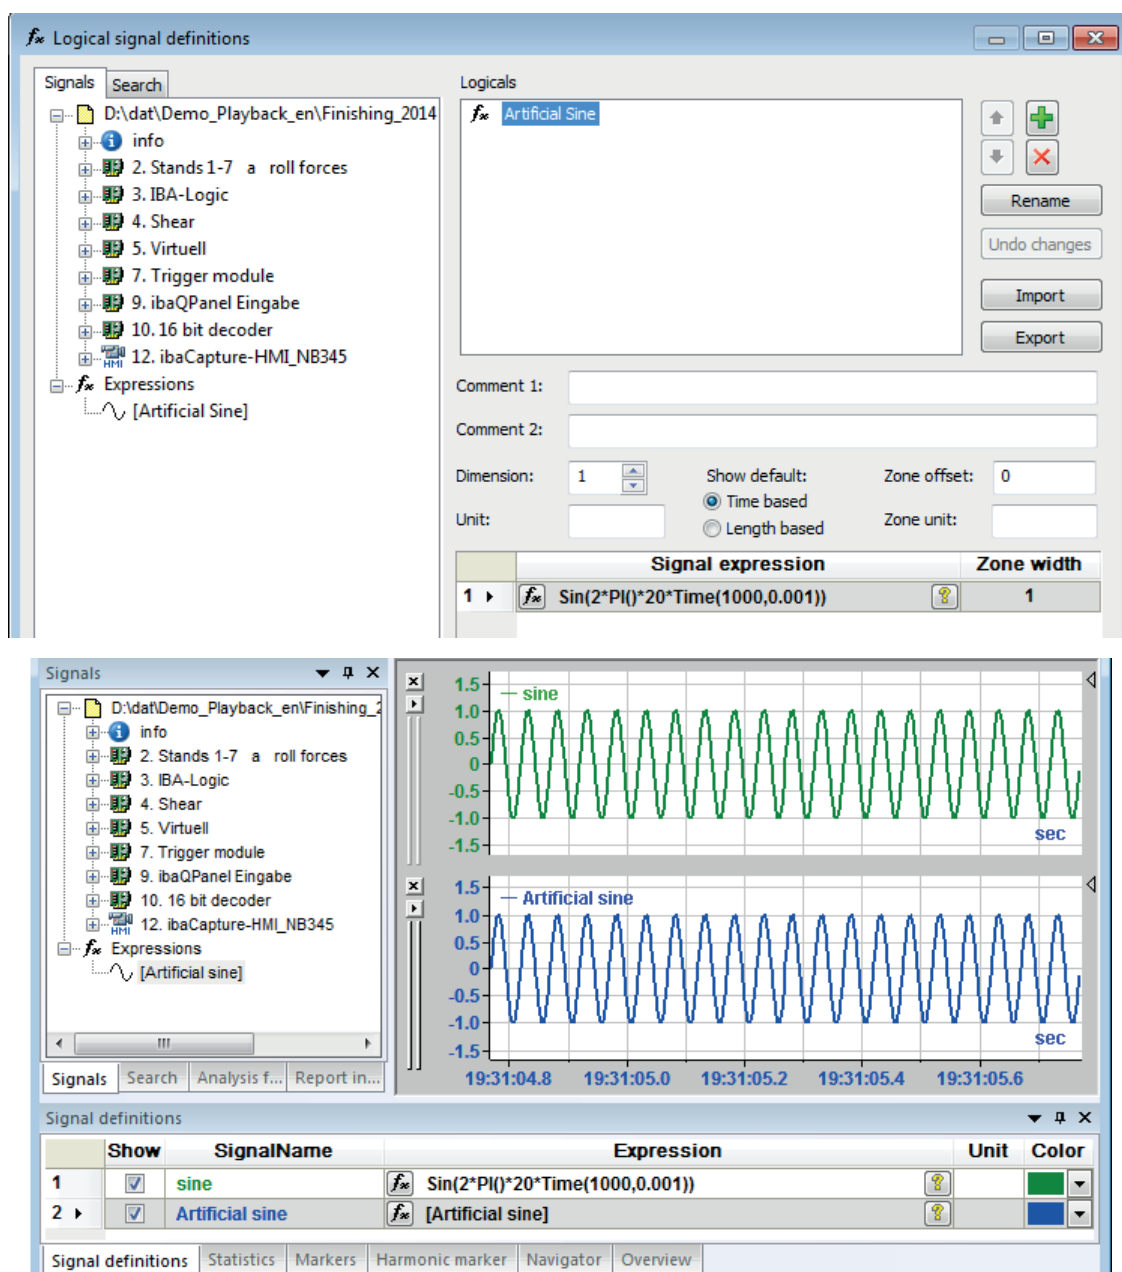 Logical signal definitions
Signals Search
D:\dat\Demo_Playback_en\Finishing_2014
info
2. Stands 1-7 a roll forces
3. IBA-Logic
4. Shear
5. Virtuell
7. Trigger module
9. ibaQPanel Eingabe
10. 16 bit decoder
HMI 12. ibaCapture-HMI_NB345
fx Expressions
[Artificial Sine]
Logicals
fx Artificial Sine
Rename
Undo changes
Import
Export
Comment 1:
Comment 2:
Dimension: 1 Show default: Zone offset: 0
Time based
Unit: Length based Zone unit:
Signal expression Zone width
1 fx Sin(2*PI()*20*Time(1000,0.001)) ? 1
Signals
D:\dat\Demo_Playback_en\Finishing_2
info
2. Stands 1-7 a roll forces
3. IBA-Logic
4. Shear
5. Virtuell
7. Trigger module
9. ibaQPanel Eingabe
10. 16 bit decoder
HMI 12. ibaCapture-HMI_NB345
fx Expressions
[Artificial sine]
Signals Search Analysis f... Report in...
1.5 sine
1.0
0.5
0
-0.5
-1.0
sec
-1.5
1.5 Artificial sine
1.0
0.5
0
-0.5
-1.0
sec
-1.5
19:31:04.8 19:31:05.0 19:31:05.2 19:31:05.4 19:31:05.6
Signal definitions
Show SignalName Expression Unit Color
1 sine fx Sin(2*PI()*20*Time(1000,0.001)) ?
2 Artificial sine fx [Artificial sine] ?
Signal definitions Statistics Markers Harmonic marker Navigator Overview